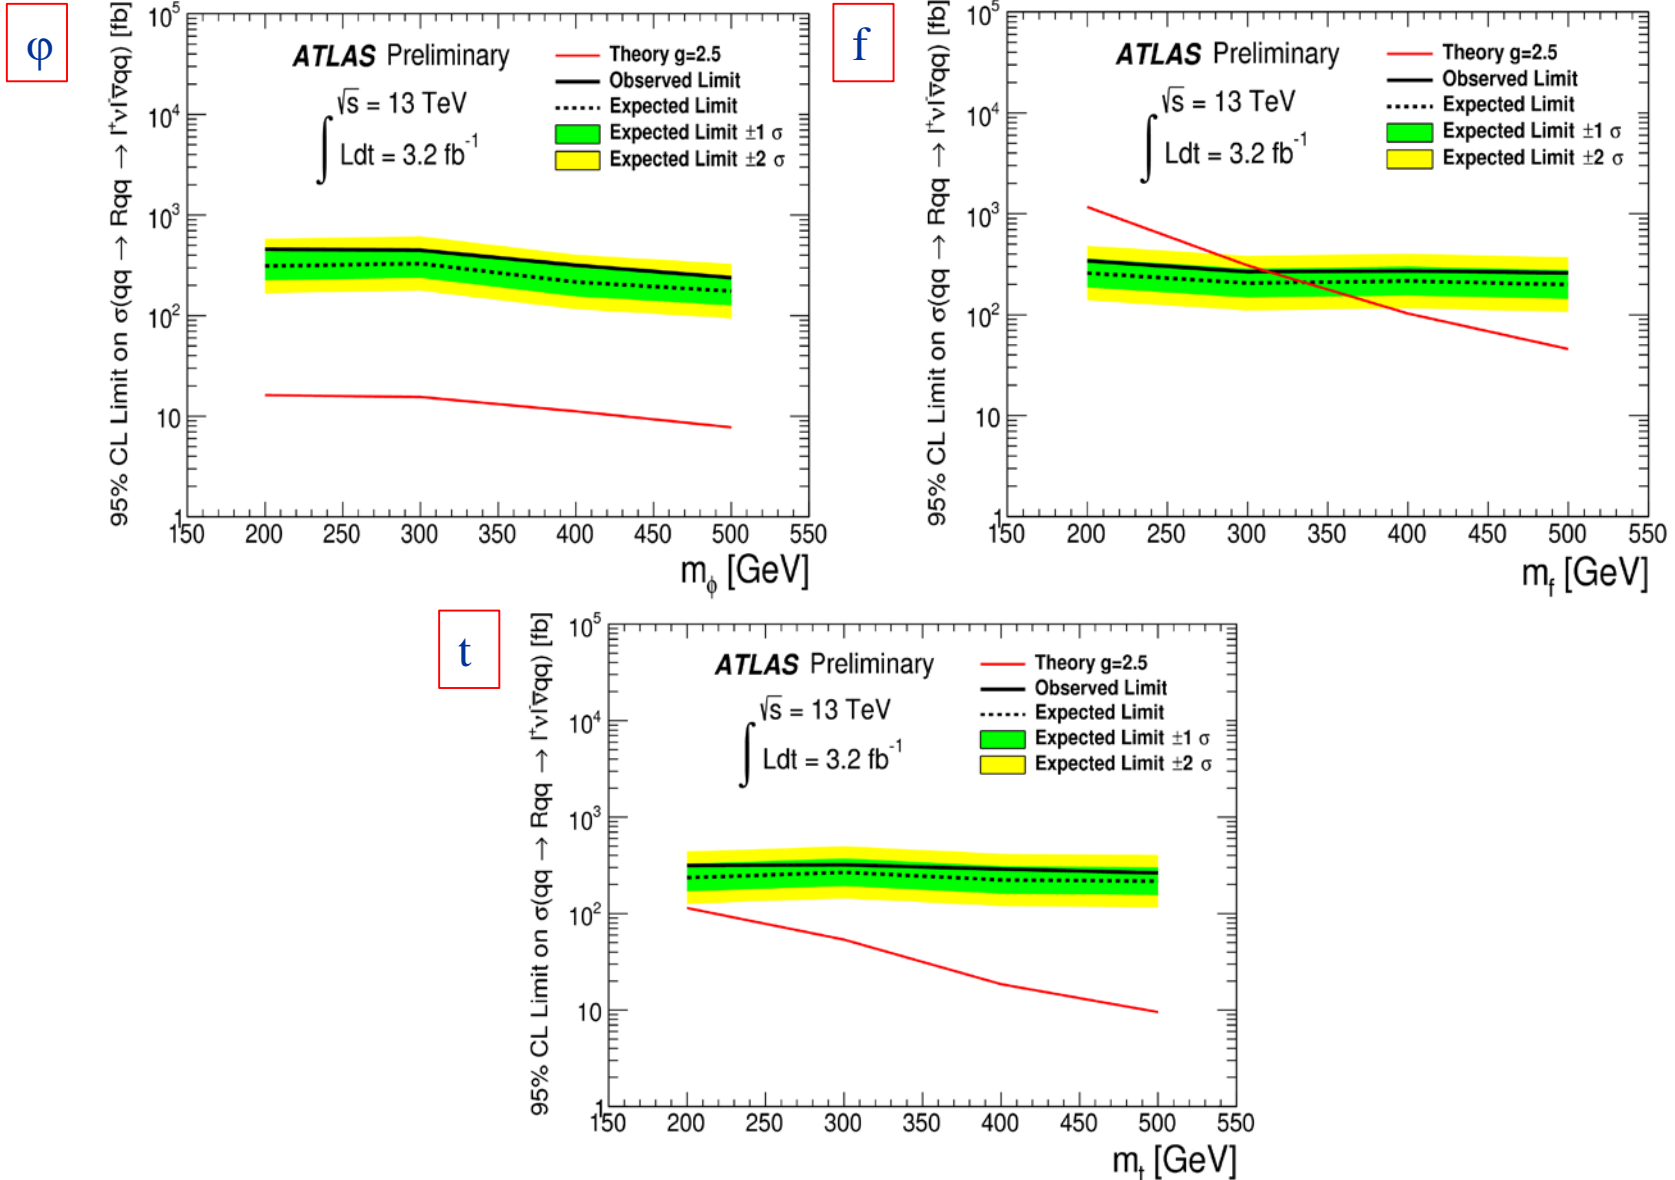 φ
95% CL Limit on σ(qq → Rqq → l⁺νl⁻ν̄qq) [fb]
10⁵
10⁴
10³
10²
10
1
ATLAS Preliminary
√s = 13 TeV
∫ Ldt = 3.2 fb⁻¹
Theory g=2.5
Observed Limit
Expected Limit
Expected Limit ±1 σ
Expected Limit ±2 σ
150 200 250 300 350 400 450 500 550
m_ϕ [GeV]
f
95% CL Limit on σ(qq → Rqq → l⁺νl⁻ν̄qq) [fb]
10⁵
10⁴
10³
10²
10
1
ATLAS Preliminary
√s = 13 TeV
∫ Ldt = 3.2 fb⁻¹
Theory g=2.5
Observed Limit
Expected Limit
Expected Limit ±1 σ
Expected Limit ±2 σ
150 200 250 300 350 400 450 500 550
m_f [GeV]
t
95% CL Limit on σ(qq → Rqq → l⁺νl⁻ν̄qq) [fb]
10⁵
10⁴
10³
10²
10
1
ATLAS Preliminary
√s = 13 TeV
∫ Ldt = 3.2 fb⁻¹
Theory g=2.5
Observed Limit
Expected Limit
Expected Limit ±1 σ
Expected Limit ±2 σ
150 200 250 300 350 400 450 500 550
m_t [GeV]